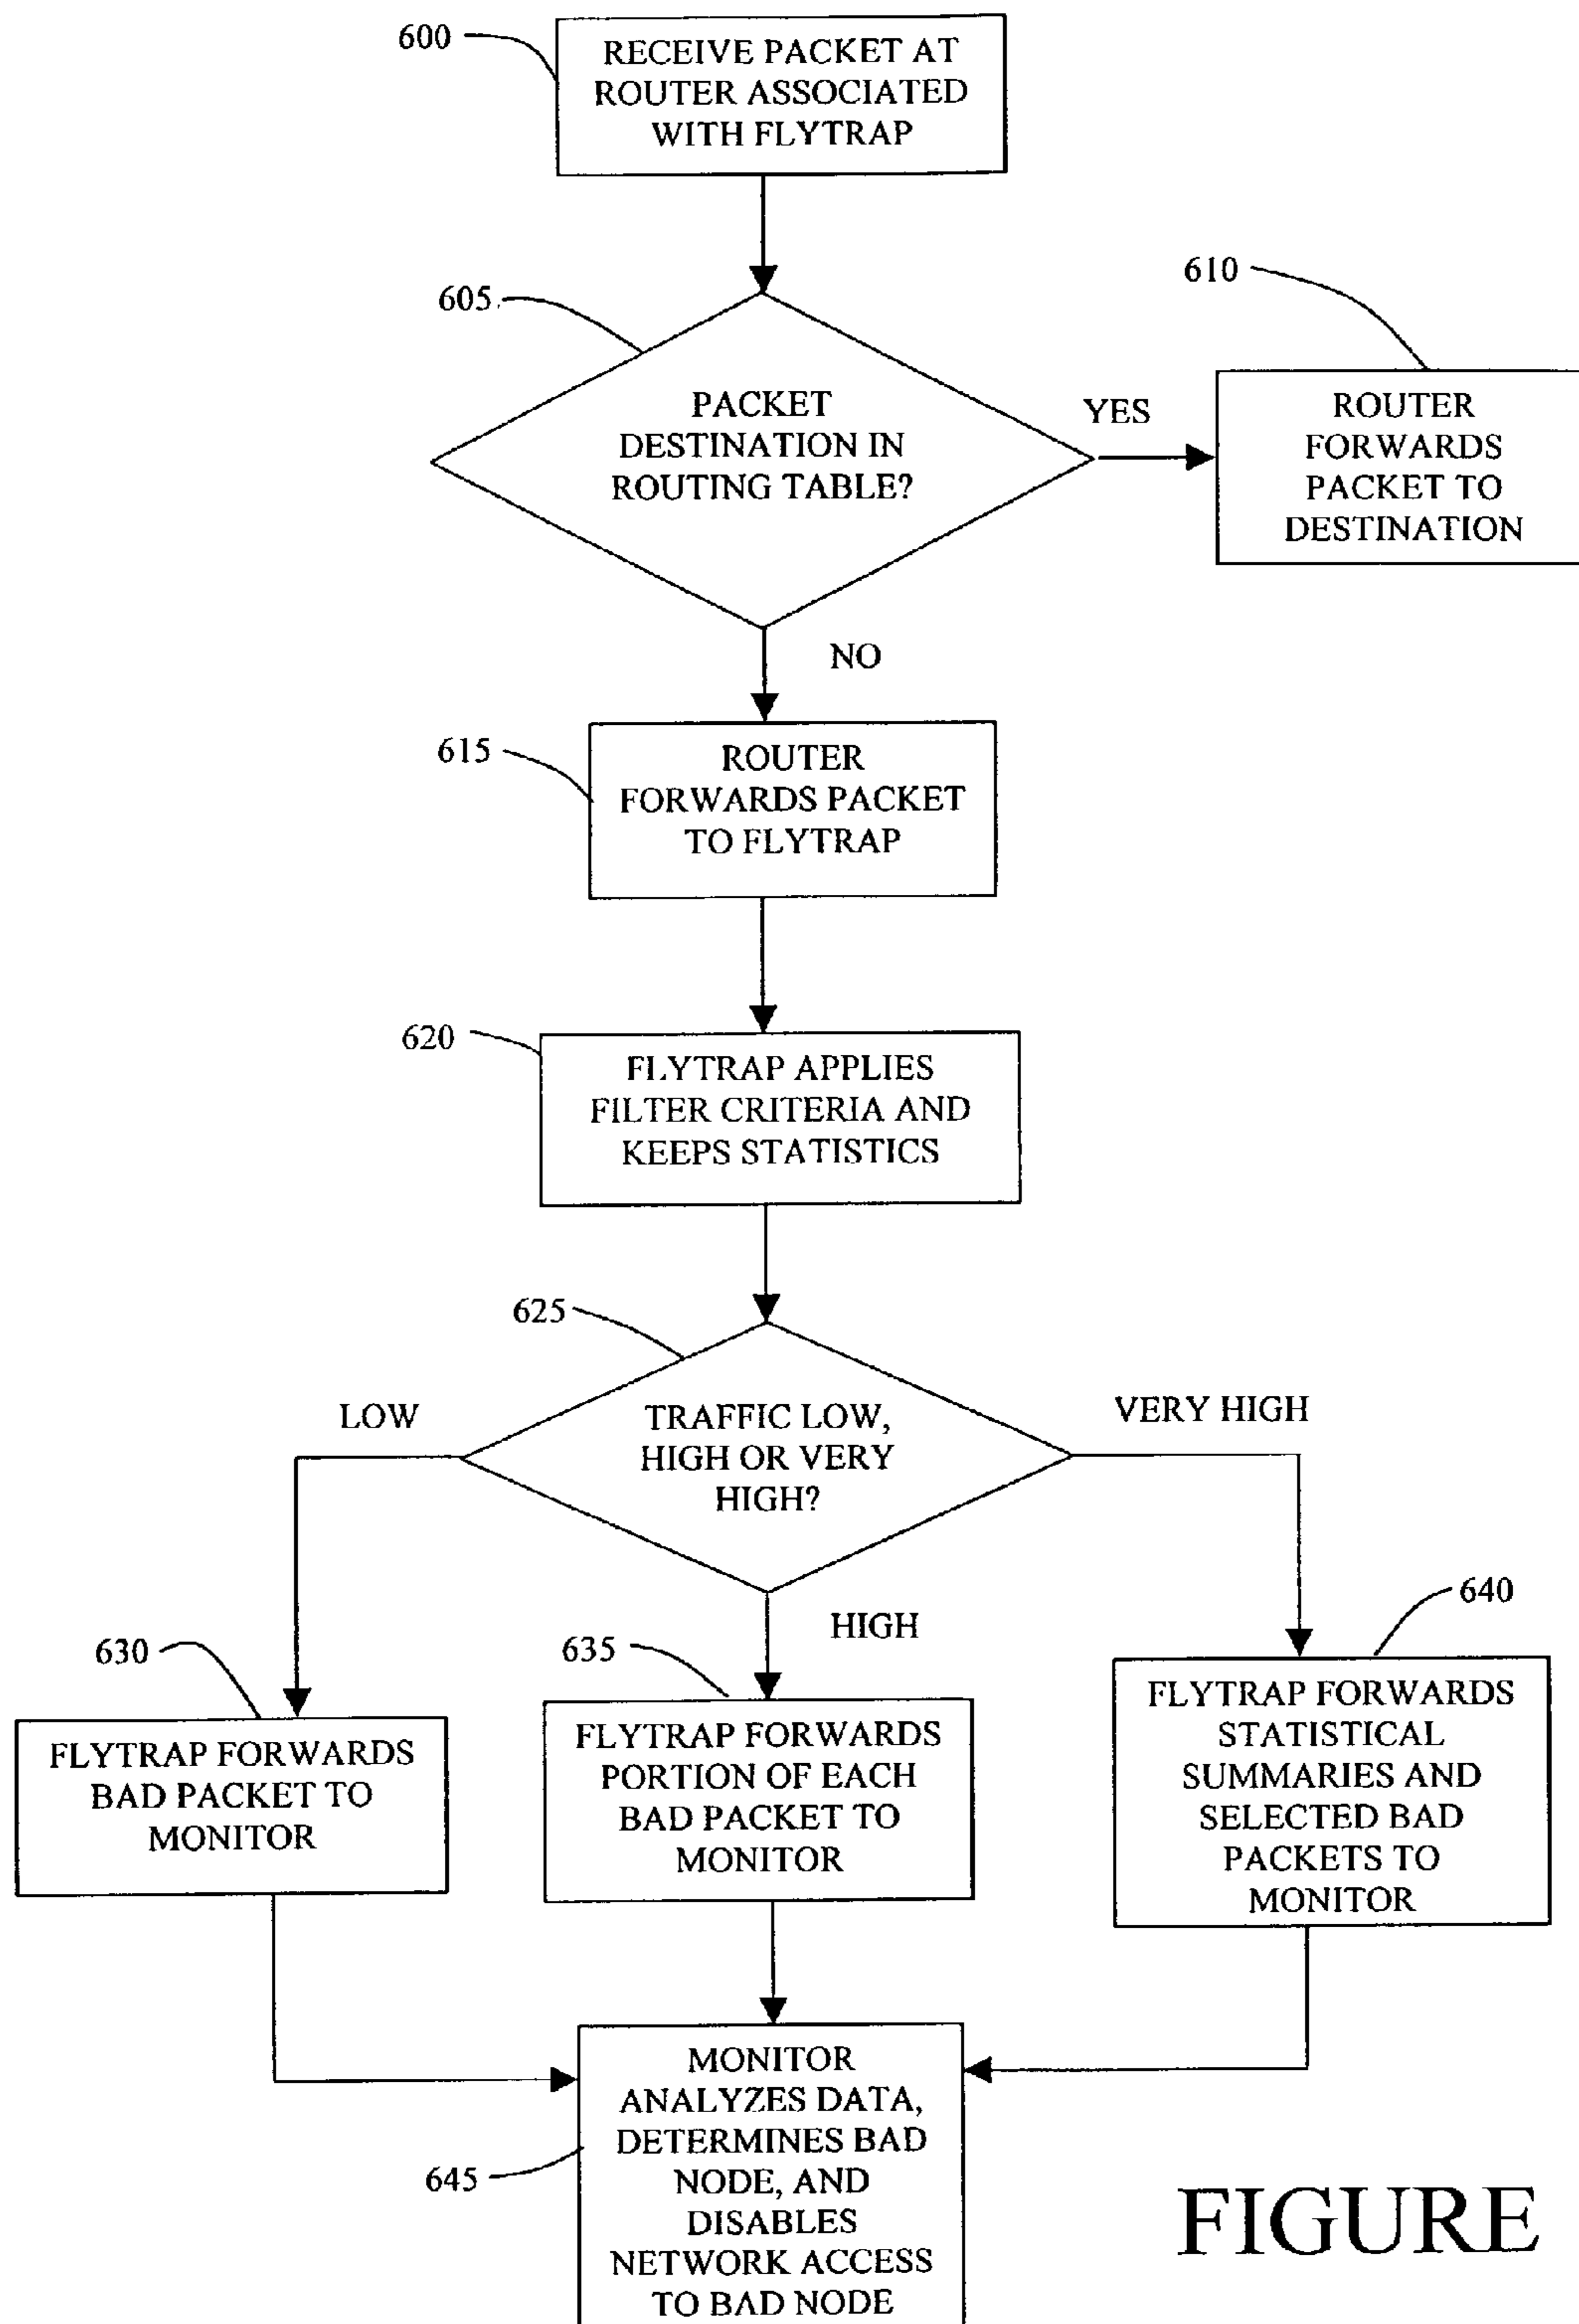 600
RECEIVE PACKET AT
ROUTER ASSOCIATED
WITH FLYTRAP
605
PACKET
DESTINATION IN
ROUTING TABLE?
YES
610
ROUTER
FORWARDS
PACKET TO
DESTINATION
NO
615
ROUTER
FORWARDS PACKET
TO FLYTRAP
620
FLYTRAP APPLIES
FILTER CRITERIA AND
KEEPS STATISTICS
625
TRAFFIC LOW,
HIGH OR VERY
HIGH?
LOW
HIGH
VERY HIGH
630
FLYTRAP FORWARDS
BAD PACKET TO
MONITOR
635
FLYTRAP FORWARDS
PORTION OF EACH
BAD PACKET TO
MONITOR
640
FLYTRAP FORWARDS
STATISTICAL
SUMMARIES AND
SELECTED BAD
PACKETS TO
MONITOR
645
MONITOR
ANALYZES DATA,
DETERMINES BAD
NODE, AND
DISABLES
NETWORK ACCESS
TO BAD NODE
FIGURE